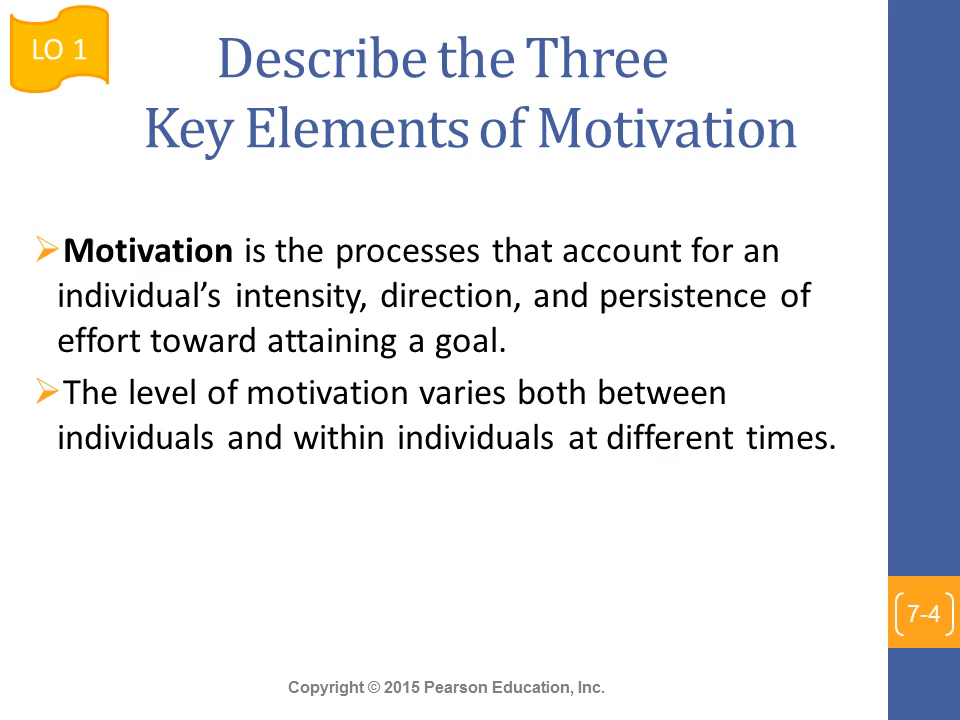 LO 1
Describe the Three
Key Elements of Motivation
Motivation is the processes that account for an
individual’s intensity, direction, and persistence of
effort toward attaining a goal.
The level of motivation varies both between
individuals and within individuals at different times.
7-4
Copyright © 2015 Pearson Education, Inc.